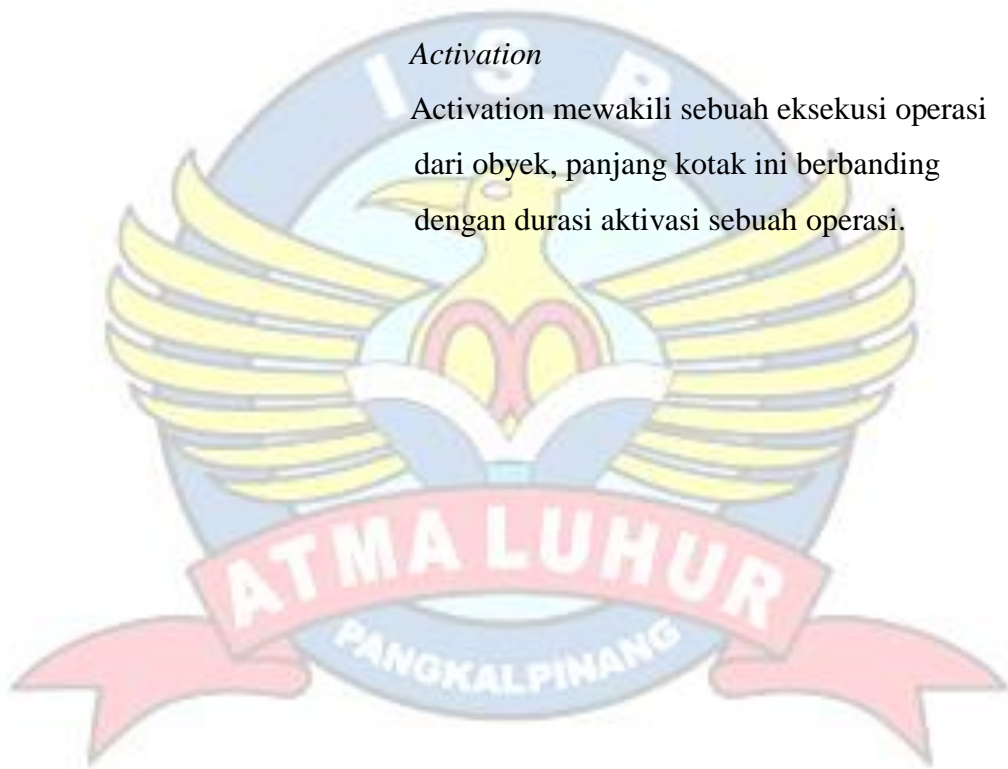 Activation
Activation mewakili sebuah eksekusi operasi
dari obyek, panjang kotak ini berbanding
dengan durasi aktivasi sebuah operasi.
I S B
ATMA LUHUR
PANGKALPINANG